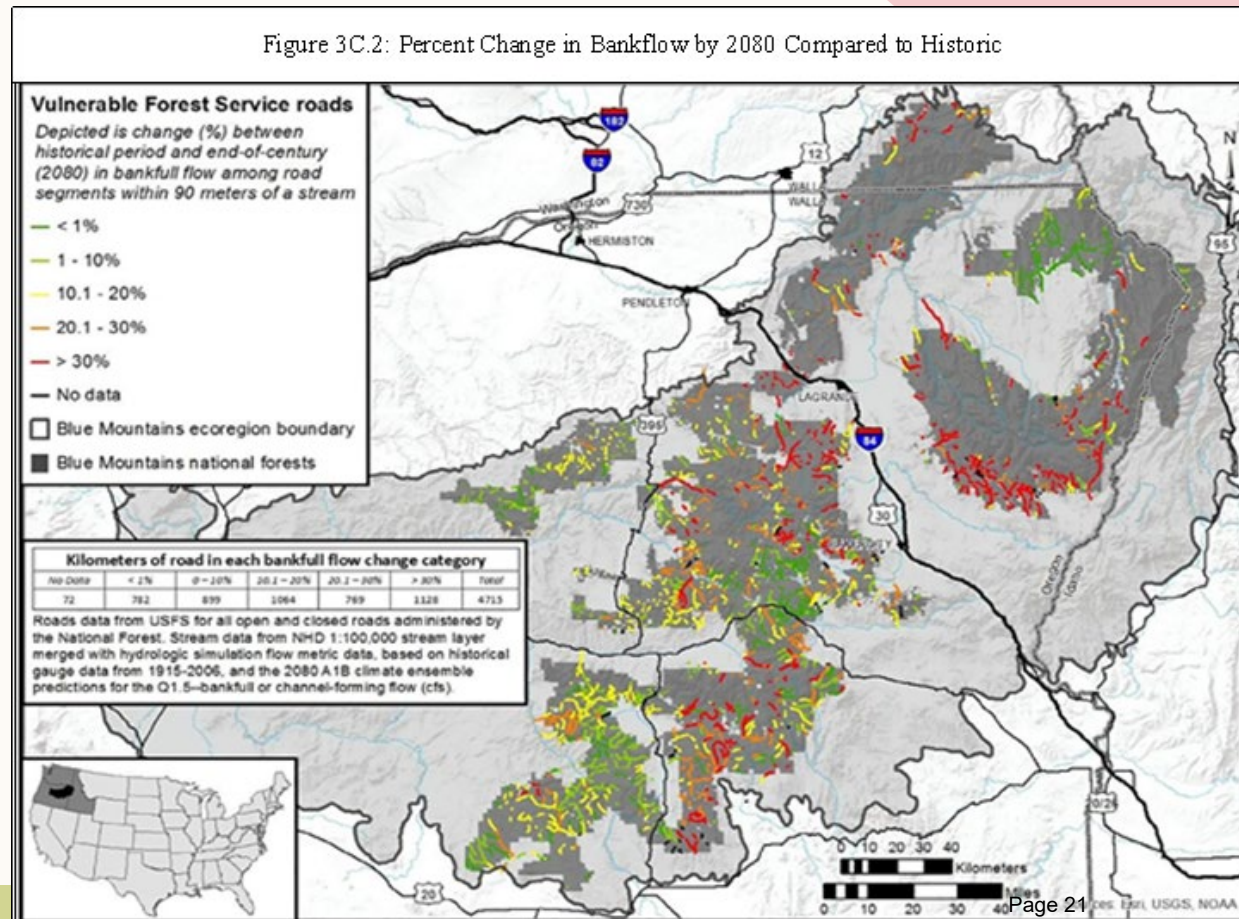 Figure 3C.2: Percent Change in Bankflow by 2080 Compared to Historic
Vulnerable Forest Service roads
Depicted is change (%) between
historical period and end-of-century
(2080) in bankfull flow among road
segments within 90 meters of a stream
< 1%
1 - 10%
10.1 - 20%
20.1 - 30%
> 30%
No data
Blue Mountains ecoregion boundary
Blue Mountains national forests
182
82
12
WALLA
WALLA
Washington
Oregon
730
HERMISTON
PENDLETON
N
95
LAGRANDE
395
84
30
Oregon
Idaho
Kilometers of road in each bankfull flow change category
No Data < 1% 0 - 10% 10.1 - 20% 20.1 - 30% > 30% Total
72 782 899 1064 769 1128 4715
Roads data from USFS for all open and closed roads administered by
the National Forest. Stream data from NHD 1:100,000 stream layer
merged with hydrologic simulation flow metric data, based on historical
gauge data from 1915-2006, and the 2080 A1B climate ensemble
predictions for the Q1.5--bankfull or channel-forming flow (cfs).
20/26
20
0 10 20 30 40
Kilometers
0 10 20 30 40
Miles
Page 21
Esri, USGS, NOAA